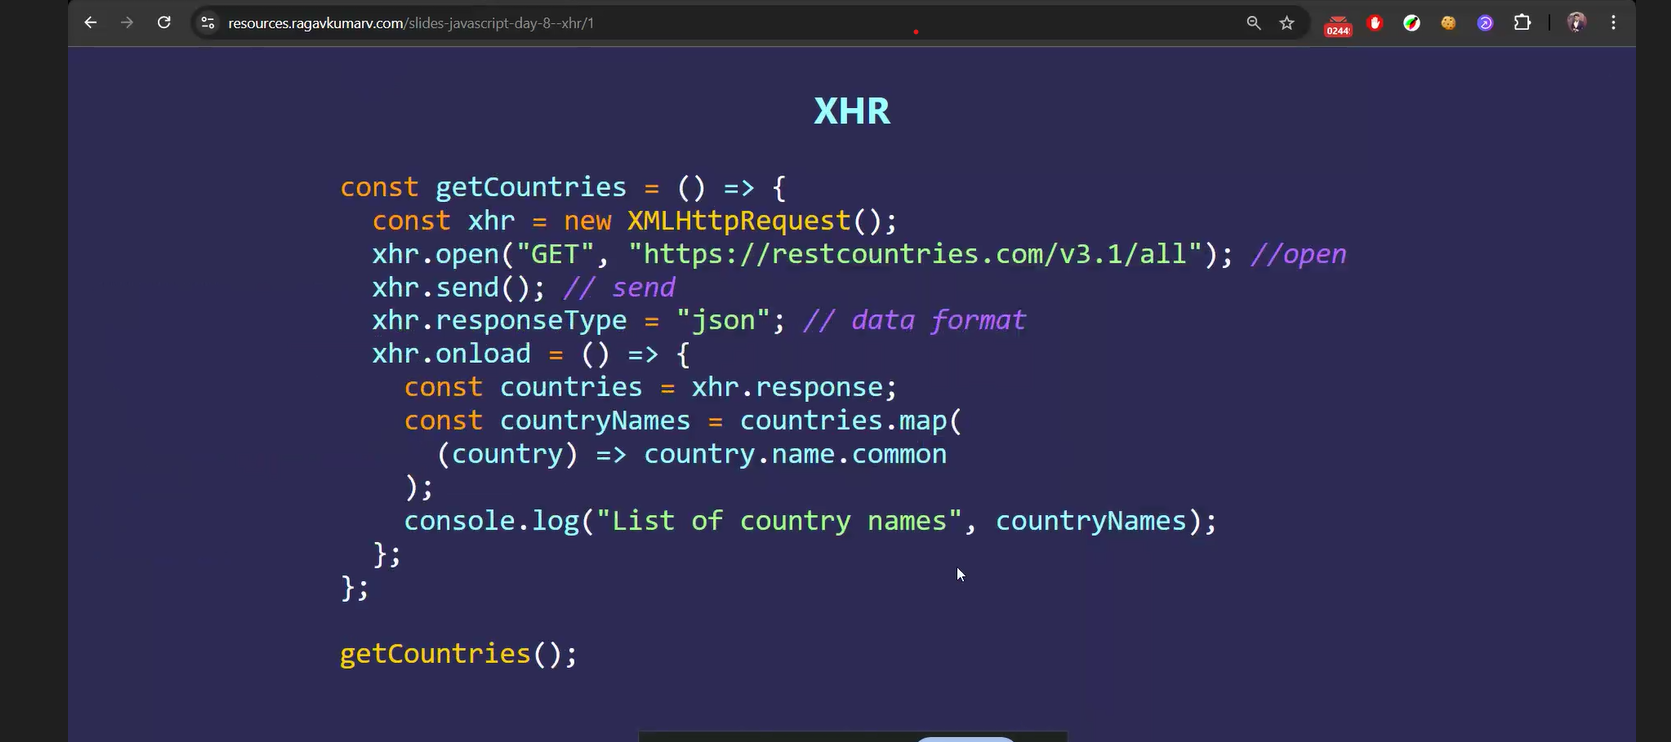 resources.ragavkumarv.com/slides-javascript-day-8--xhr/1
0244
XHR
const getCountries = () => {
const xhr = new XMLHttpRequest();
xhr.open("GET", "https://restcountries.com/v3.1/all"); //open
xhr.send(); // send
xhr.responseType = "json"; // data format
xhr.onload = () => {
const countries = xhr.response;
const countryNames = countries.map(
(country) => country.name.common
);
console.log("List of country names", countryNames);
};
};
getCountries();